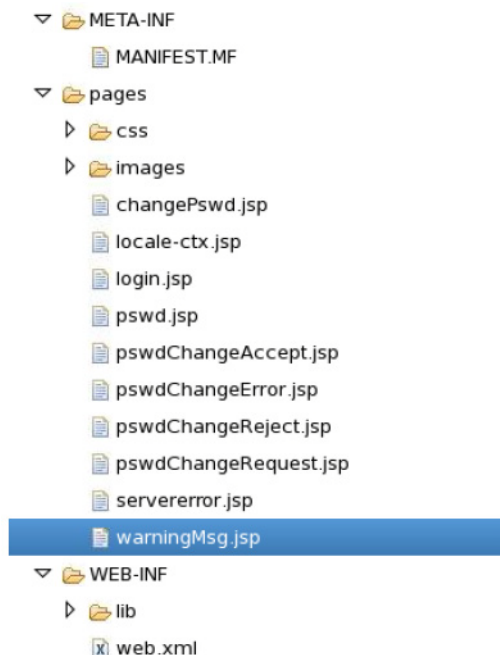 META-INF
MANIFEST.MF
pages
css
images
changePswd.jsp
locale-ctx.jsp
login.jsp
pswd.jsp
pswdChangeAccept.jsp
pswdChangeError.jsp
pswdChangeReject.jsp
pswdChangeRequest.jsp
servererror.jsp
warningMsg.jsp
WEB-INF
lib
web.xml